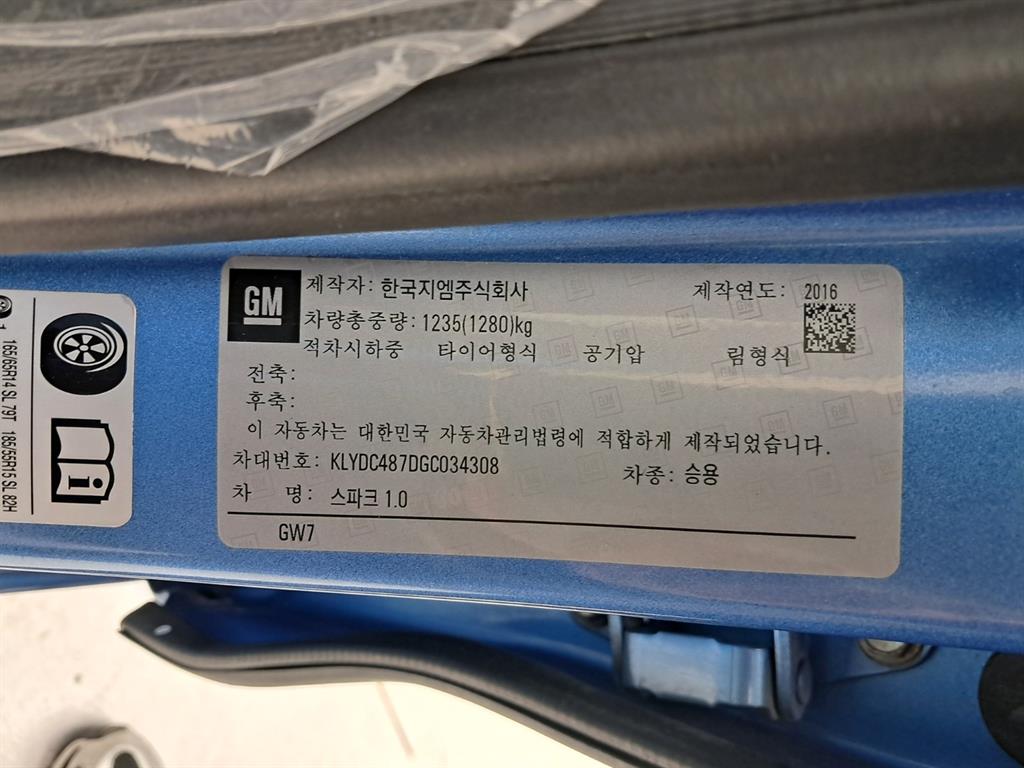 GM
제작자: 한국지엠주식회사 제작연도: 2016
차량총중량: 1235(1280)kg
적차시하중 타이어형식 공기압 림형식
전축:
후축:
이 자동차는 대한민국 자동차관리법령에 적합하게 제작되었습니다.
차대번호: KLYDC487DGC034308 차종: 승용
차 명: 스파크 1.0
GW7
165/65R14 SL 79T 185/55R15 SL 82H
i